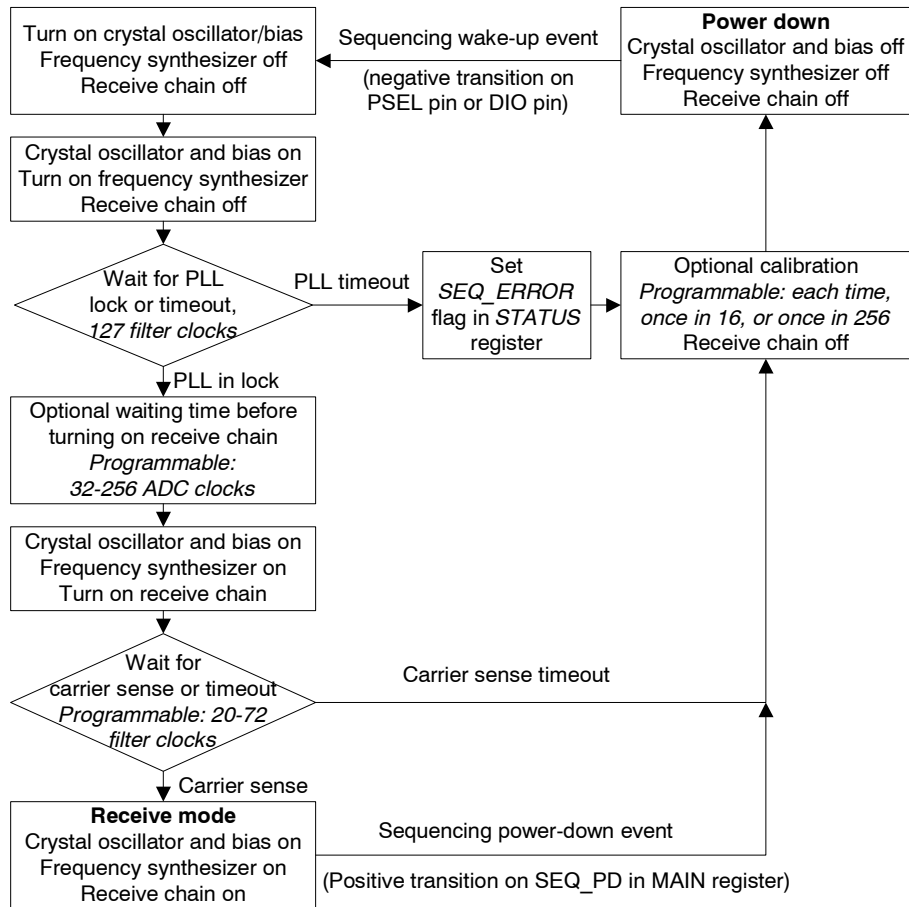 Turn on crystal oscillator/bias
Frequency synthesizer off
Receive chain off
Sequencing wake-up event
(negative transition on
PSEL pin or DIO pin)
Power down
Crystal oscillator and bias off
Frequency synthesizer off
Receive chain off
Crystal oscillator and bias on
Turn on frequency synthesizer
Receive chain off
Wait for PLL
lock or timeout,
127 filter clocks
PLL timeout
Set
SEQ_ERROR
flag in STATUS
register
Optional calibration
Programmable: each time,
once in 16, or once in 256
Receive chain off
PLL in lock
Optional waiting time before
turning on receive chain
Programmable:
32-256 ADC clocks
Crystal oscillator and bias on
Frequency synthesizer on
Turn on receive chain
Wait for
carrier sense or timeout
Programmable: 20-72
filter clocks
Carrier sense timeout
Carrier sense
Receive mode
Crystal oscillator and bias on
Frequency synthesizer on
Receive chain on
Sequencing power-down event
(Positive transition on SEQ_PD in MAIN register)